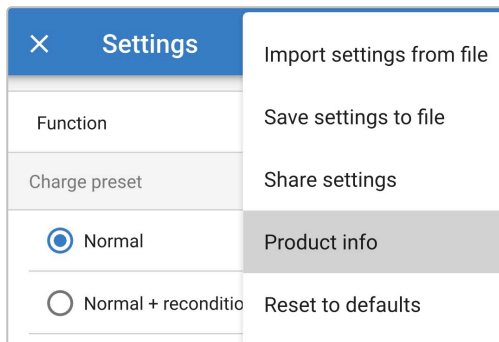 Settings
Function
Charge preset
Normal
Normal + reconditio
Import settings from file
Save settings to file
Share settings
Product info
Reset to defaults